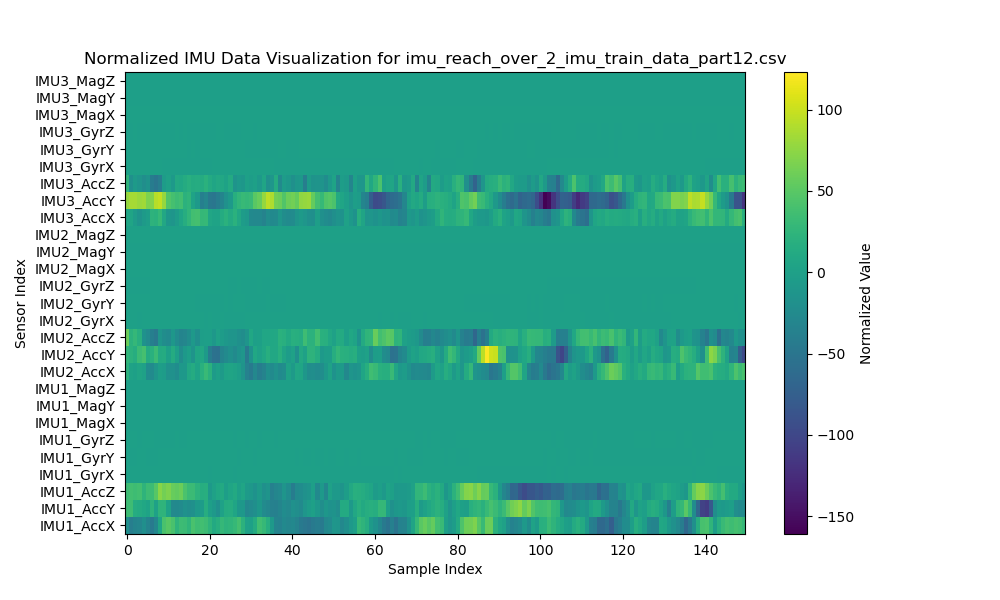 Normalized IMU Data Visualization for imu_reach_over_2_imu_train_data_part12.csv
Sensor Index
IMU3_MagZ
IMU3_MagY
IMU3_MagX
IMU3_GyrZ
IMU3_GyrY
IMU3_GyrX
IMU3_AccZ
IMU3_AccY
IMU3_AccX
IMU2_MagZ
IMU2_MagY
IMU2_MagX
IMU2_GyrZ
IMU2_GyrY
IMU2_GyrX
IMU2_AccZ
IMU2_AccY
IMU2_AccX
IMU1_MagZ
IMU1_MagY
IMU1_MagX
IMU1_GyrZ
IMU1_GyrY
IMU1_GyrX
IMU1_AccZ
IMU1_AccY
IMU1_AccX
0 20 40 60 80 100 120 140
Sample Index
100
50
0
−50
−100
−150
Normalized Value